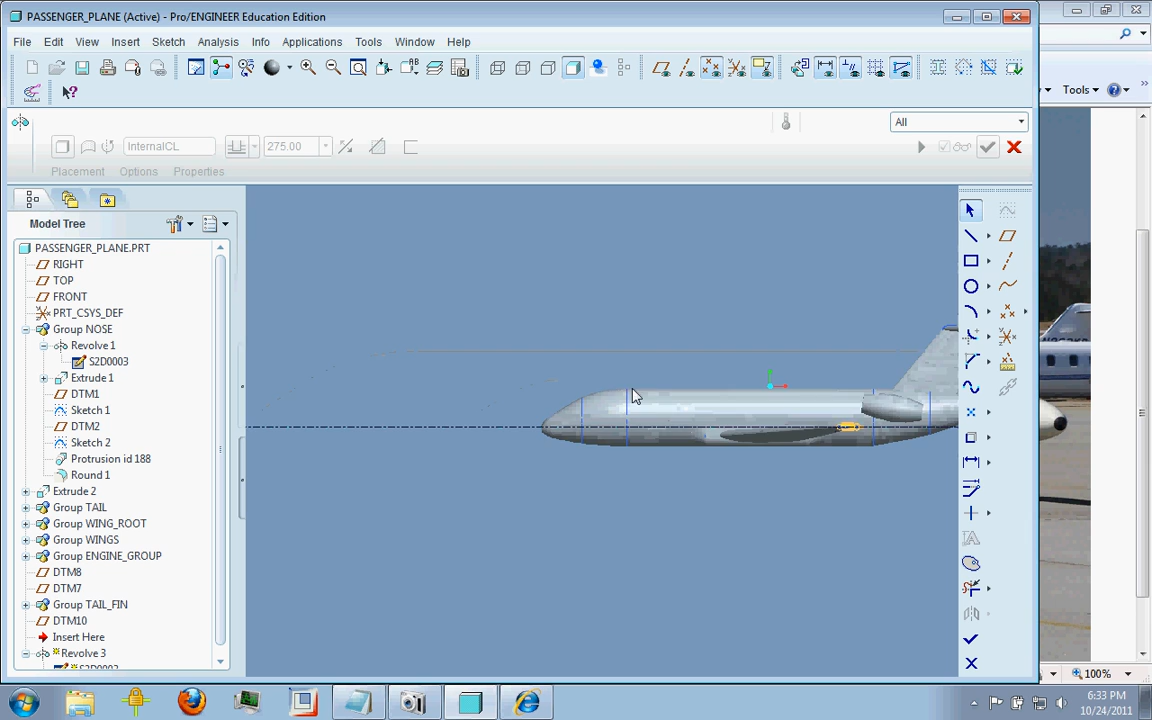 PASSENGER_PLANE (Active) - Pro/ENGINEER Education Edition
File Edit View Insert Sketch Analysis Info Applications Tools Window Help
Tools
All
InternalCL
275.00
Placement Options Properties
Model Tree
PASSENGER_PLANE.PRT
RIGHT
TOP
FRONT
PRT_CSYS_DEF
Group NOSE
Revolve 1
S2D0003
Extrude 1
DTM1
Sketch 1
DTM2
Sketch 2
Protrusion id 188
Round 1
Extrude 2
Group TAIL
Group WING_ROOT
Group WINGS
Group ENGINE_GROUP
DTM8
DTM7
Group TAIL_FIN
DTM10
Insert Here
Revolve 3
100%
6:33 PM
10/24/2011